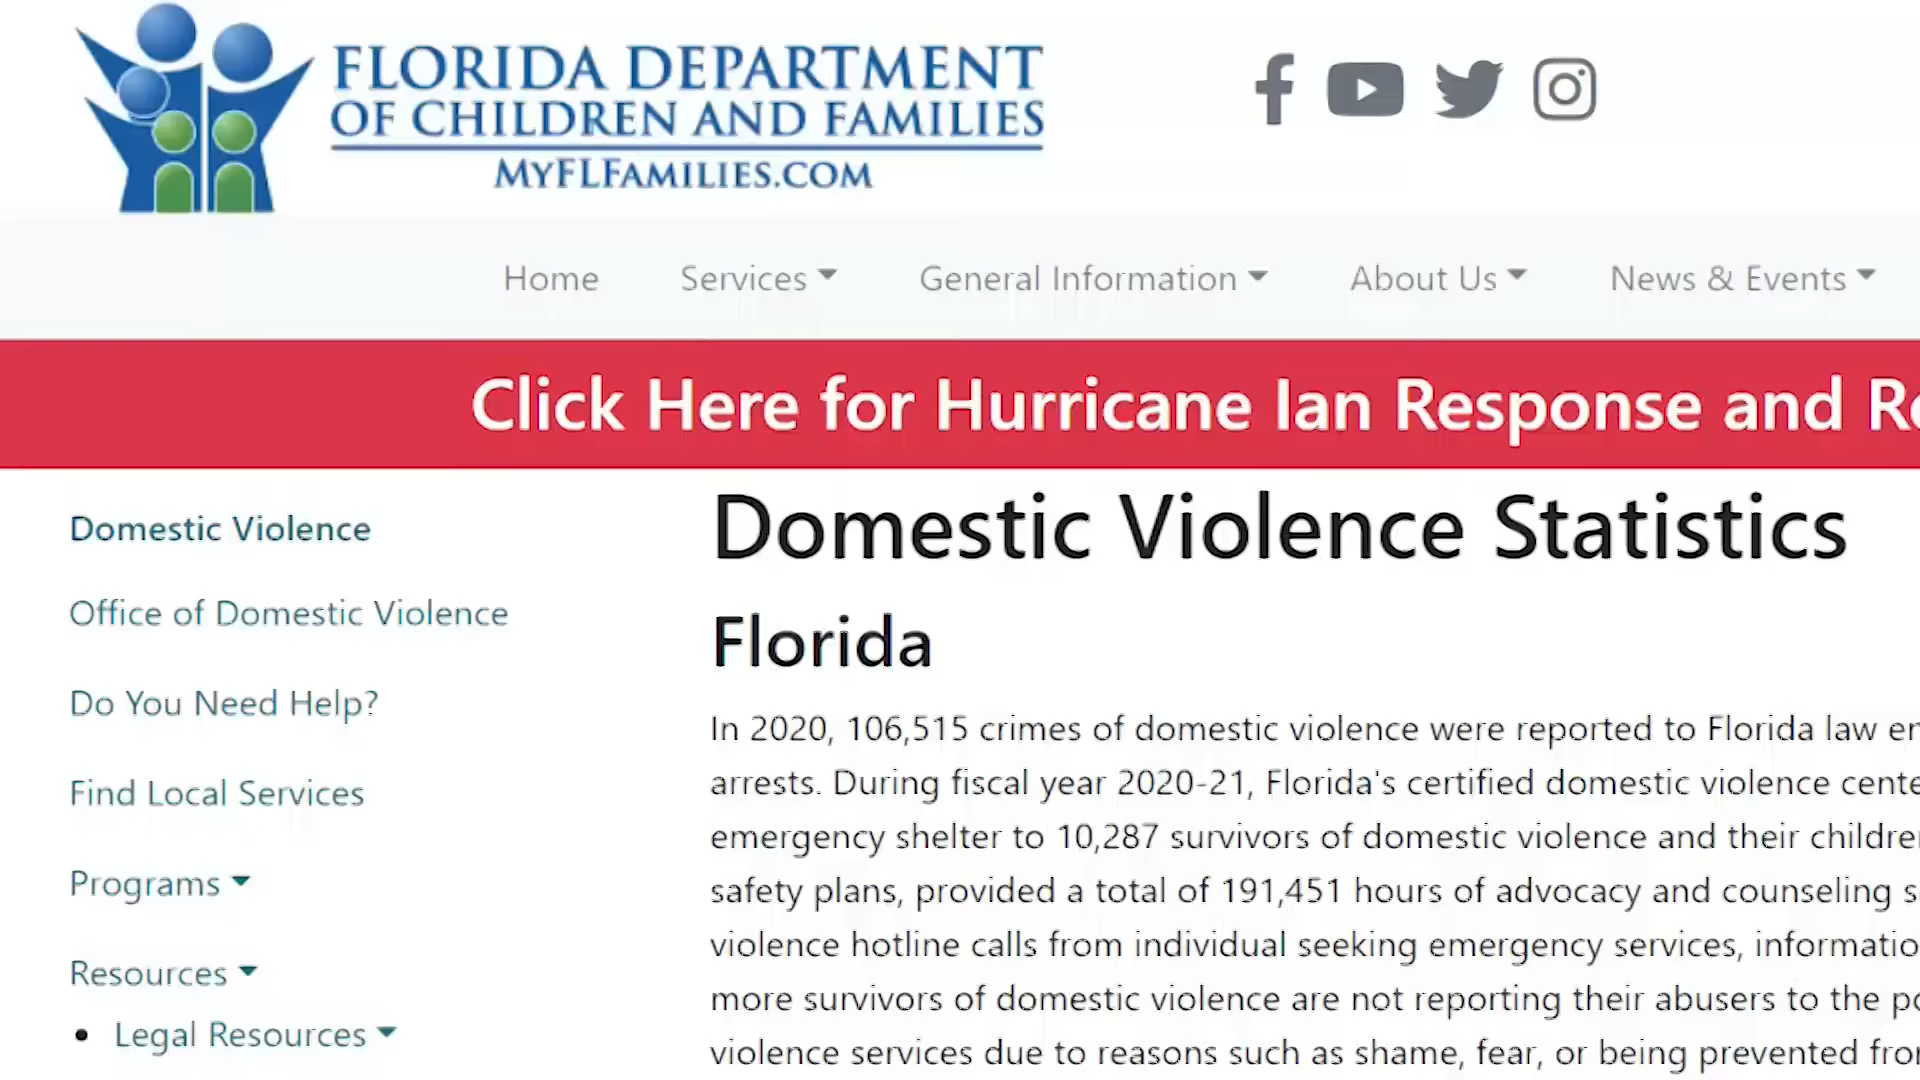 FLORIDA DEPARTMENT
OF CHILDREN AND FAMILIES
MYFLFAMILIES.COM
Home Services General Information About Us News & Events
Click Here for Hurricane Ian Response and
Domestic Violence
Office of Domestic Violence
Do You Need Help?
Find Local Services
Programs
Resources
Legal Resources
Domestic Violence Statistics
Florida
In 2020, 106,515 crimes of domestic violence were reported to Florida law
arrests. During fiscal year 2020-21, Florida's certified domestic violence
emergency shelter to 10,287 survivors of domestic violence and their
safety plans, provided a total of 191,451 hours of advocacy and counseling
violence hotline calls from individual seeking emergency services,
more survivors of domestic violence are not reporting their abusers to the
violence services due to reasons such as shame, fear, or being prevented